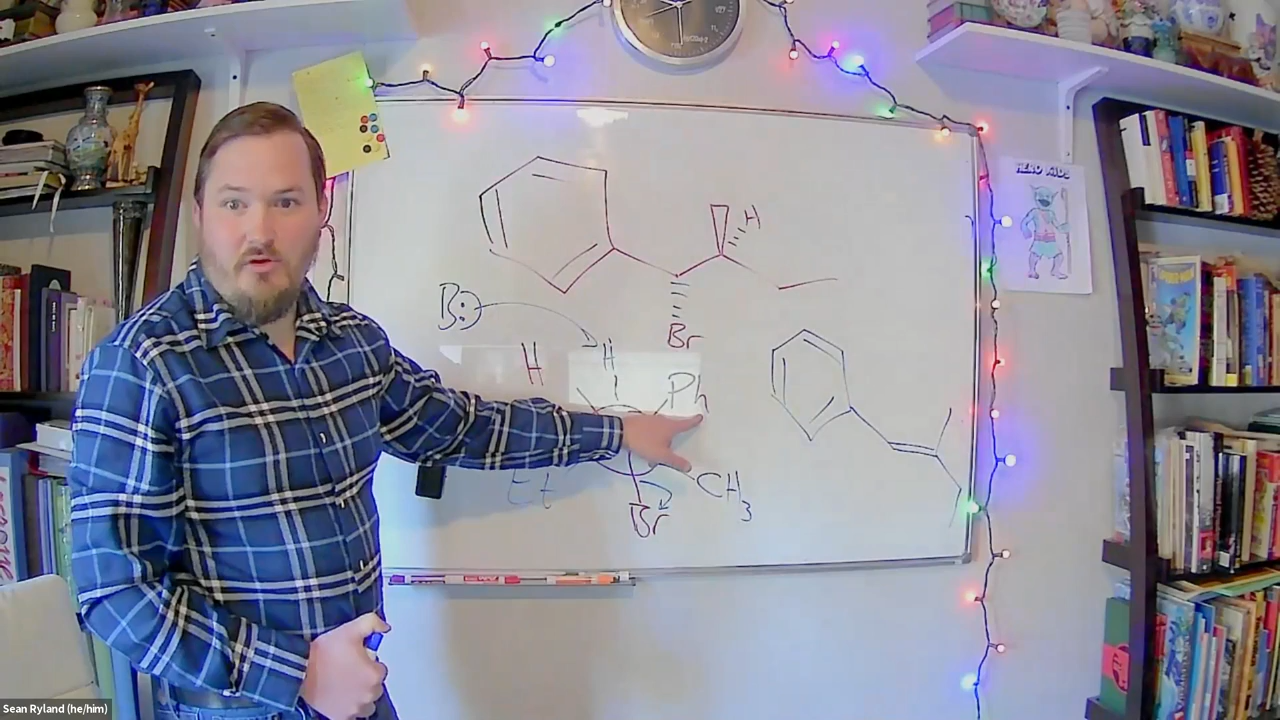 HERO KIDS
H
Br
B:
H
H
Ph
Et
CH3
Br
Sean Ryland (he/him)